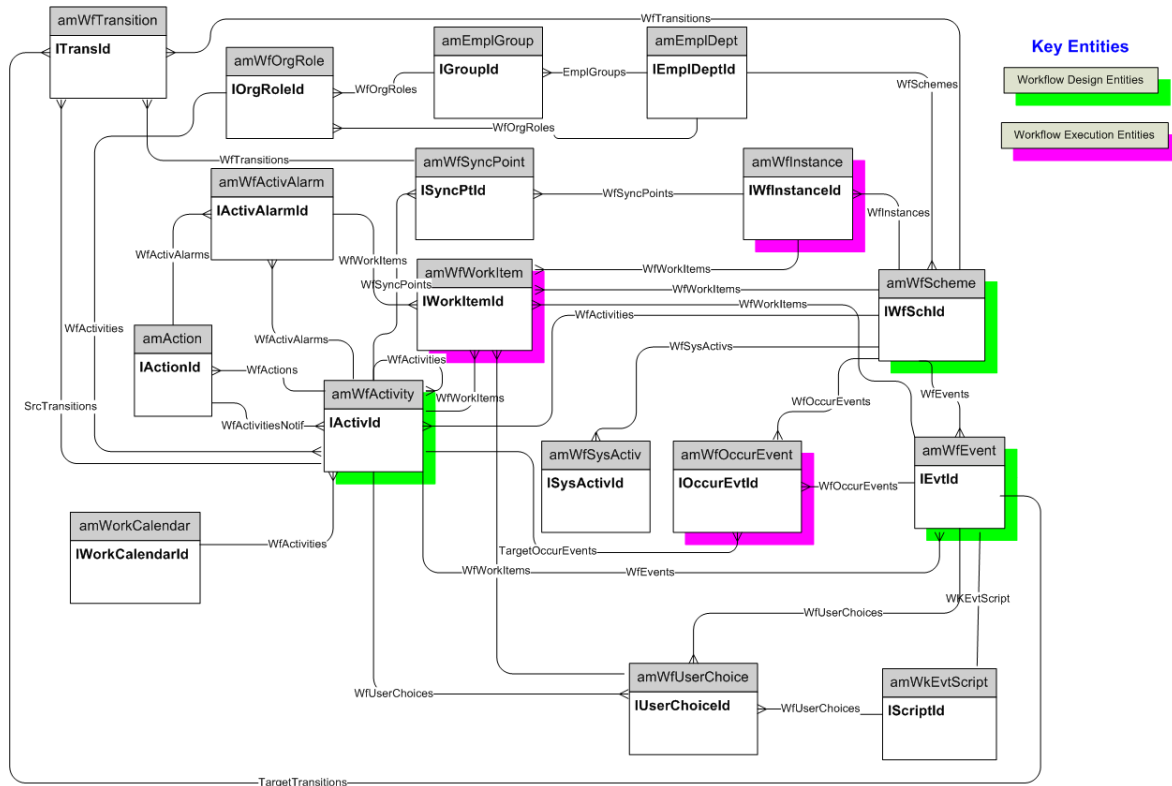 amWfTransition
lTransId
WfTransitions
amWfOrgRole
lOrgRoleId
WfOrgRoles
amEmplGroup
lGroupId
EmplGroups
amEmplDept
lEmplDeptId
WfSchemes
WfOrgRoles
Key Entities
Workflow Design Entities
Workflow Execution Entities
WfTransitions
amWfSyncPoint
lSyncPtId
WfSyncPoints
amWfInstance
lWfInstanceId
WfInstances
amWfActivAlarm
lActivAlarmId
WfActivAlarms
WfWorkItems
WfSyncPoints
amWfWorkItem
lWorkItemId
WfWorkItems
WfWorkItems
WfWorkItems
WfActivities
amWfScheme
lWfSchId
WfActivities
amAction
lActionId
WfActivAlarms
WfActions
WfActivities
WfWorkItems
WfSysActivs
WfOccurEvents
WfEvents
SrcTransitions
WfActivitiesNotif
amWfActivity
lActivId
amWfSysActiv
lSysActivId
amWfOccurEvent
lOccurEvtId
WfOccurEvents
amWfEvent
lEvtId
amWorkCalendar
lWorkCalendarId
WfActivities
TargetOccurEvents
WfWorkItems
WfEvents
WKEvtScript
WfUserChoices
amWfUserChoice
lUserChoiceId
WfUserChoices
WfUserChoices
amWkEvtScript
lScriptId
TargetTransitions